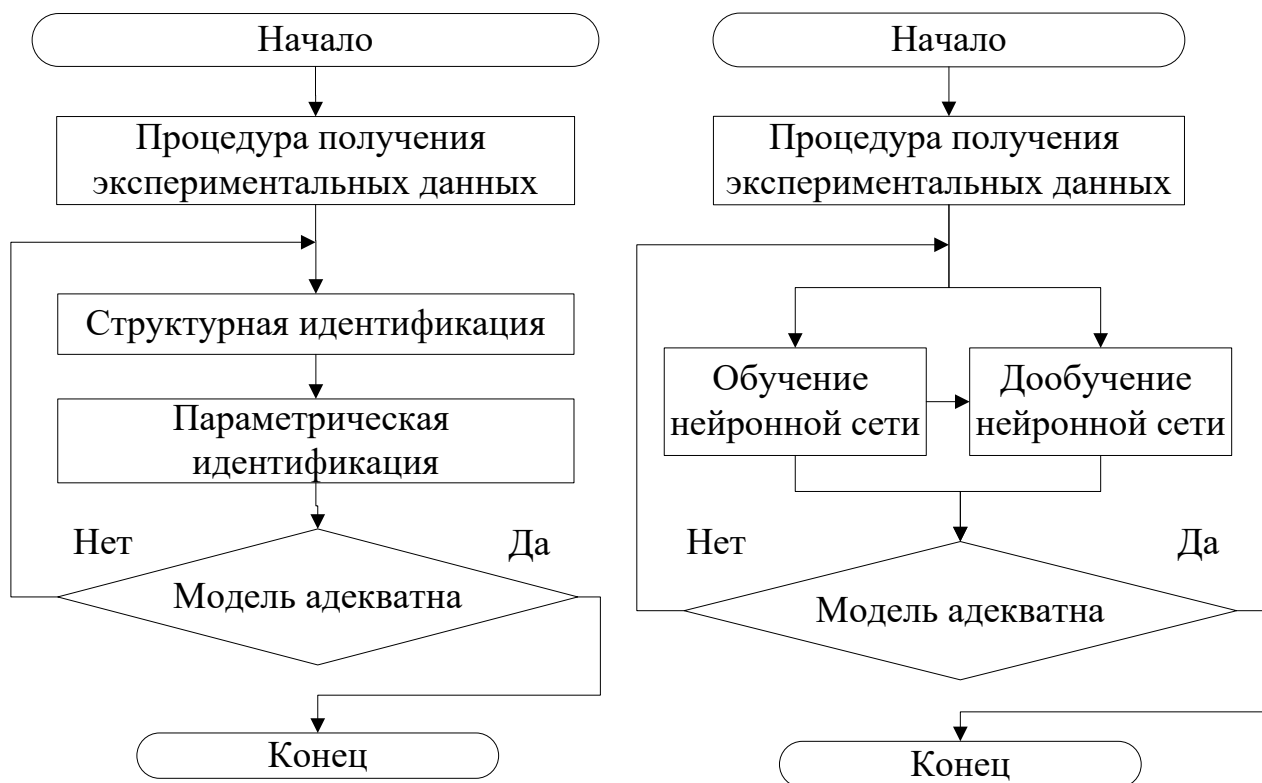 Начало
Процедура получения
экспериментальных данных
Структурная идентификация
Параметрическая
идентификация
Нет
Да
Модель адекватна
Конец
Начало
Процедура получения
экспериментальных данных
Обучение
нейронной сети
Дообучение
нейронной сети
Нет
Да
Модель адекватна
Конец